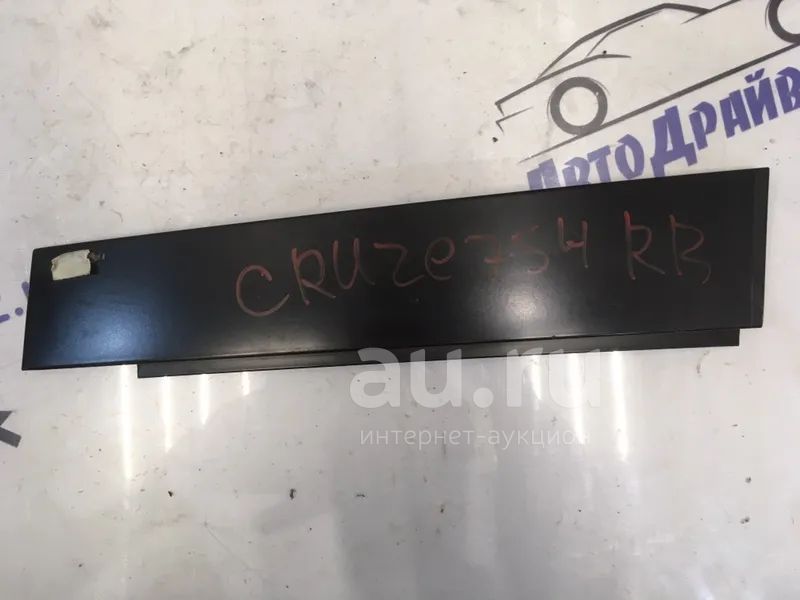 АвтоДрайв
CRUZE754 RB
au.ru
интернет-аукцион